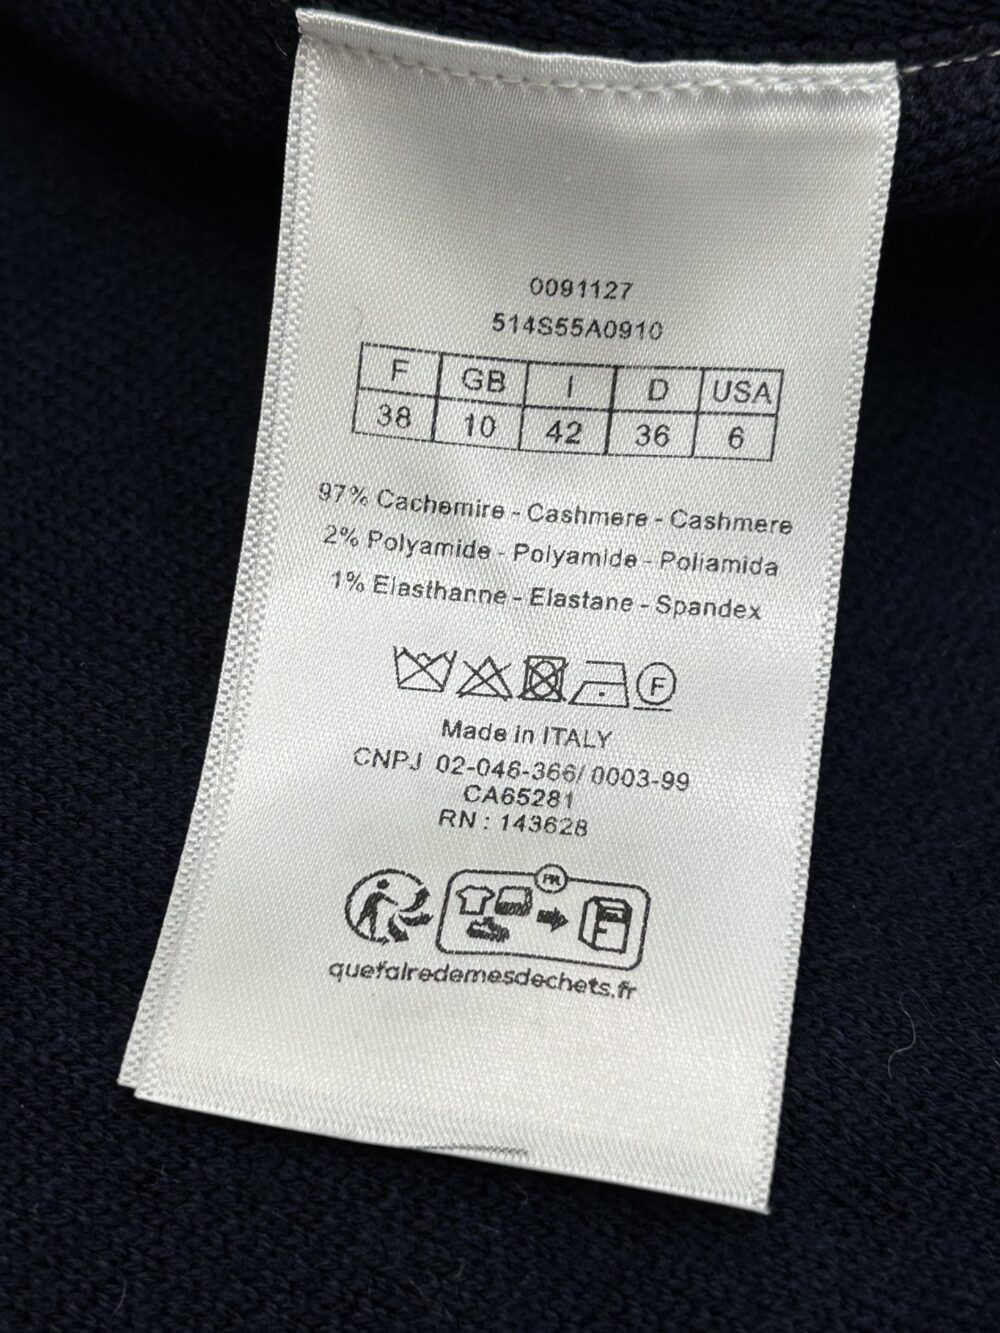 0091127
514S55A0910
F GB I D USA
38 10 42 36 6
97% Cachemire - Cashmere - Cashmere
2% Polyamide - Polyamide - Poliamida
1% Elasthanne - Elastane - Spandex
F
Made in ITALY
CNPJ 02-046-366/0003-99
CA65281
RN : 143628
FR
quefairedemesdechets.fr